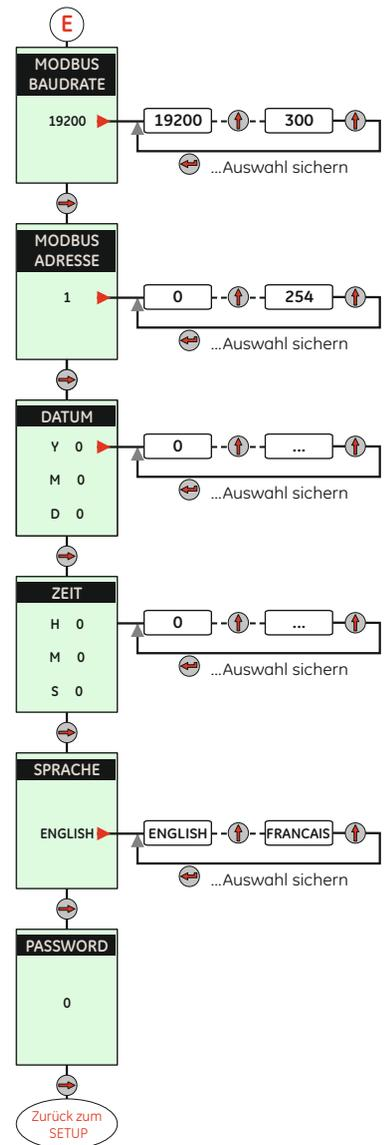 E
MODBUS
BAUDRATE
19200 19200 300
...Auswahl sichern
MODBUS
ADRESSE
1 0 254
...Auswahl sichern
DATUM
Y 0 0 ...
M 0
...Auswahl sichern
D 0
ZEIT
H 0 0 ...
M 0
...Auswahl sichern
S 0
SPRACHE
ENGLISH ENGLISH FRANCAIS
...Auswahl sichern
PASSWORD
0
Zurück zum
SETUP